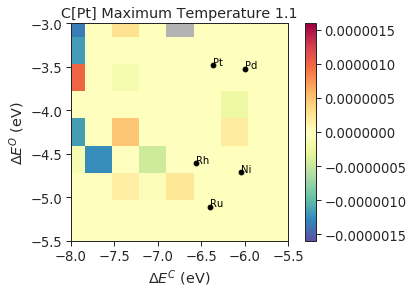 C[Pt] Maximum Temperature 1.1
−3.0
−3.5
−4.0
−4.5
−5.0
−5.5
ΔE^O (eV)
Pt
Pd
Rh
Ni
Ru
−8.0 −7.5 −7.0 −6.5 −6.0 −5.5
ΔE^C (eV)
0.0000015
0.0000010
0.0000005
0.0000000
−0.0000005
−0.0000010
−0.0000015